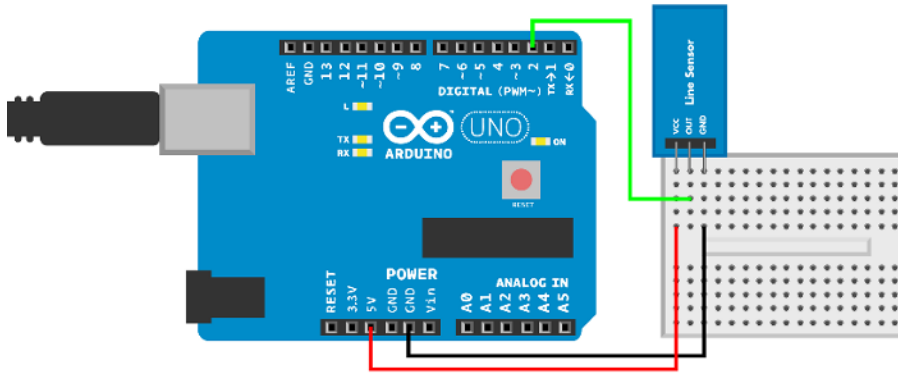 AREF
GND
13
12
~11
~10
~9
8
7
~6
~5
4
~3
2
TX→1
RX←0
DIGITAL (PWM~)
L
TX
RX
ARDUINO
UNO
ON
RESET
POWER
RESET
3.3V
5V
GND
GND
Vin
ANALOG IN
A0
A1
A2
A3
A4
A5
Line Sensor
VCC
OUT
GND